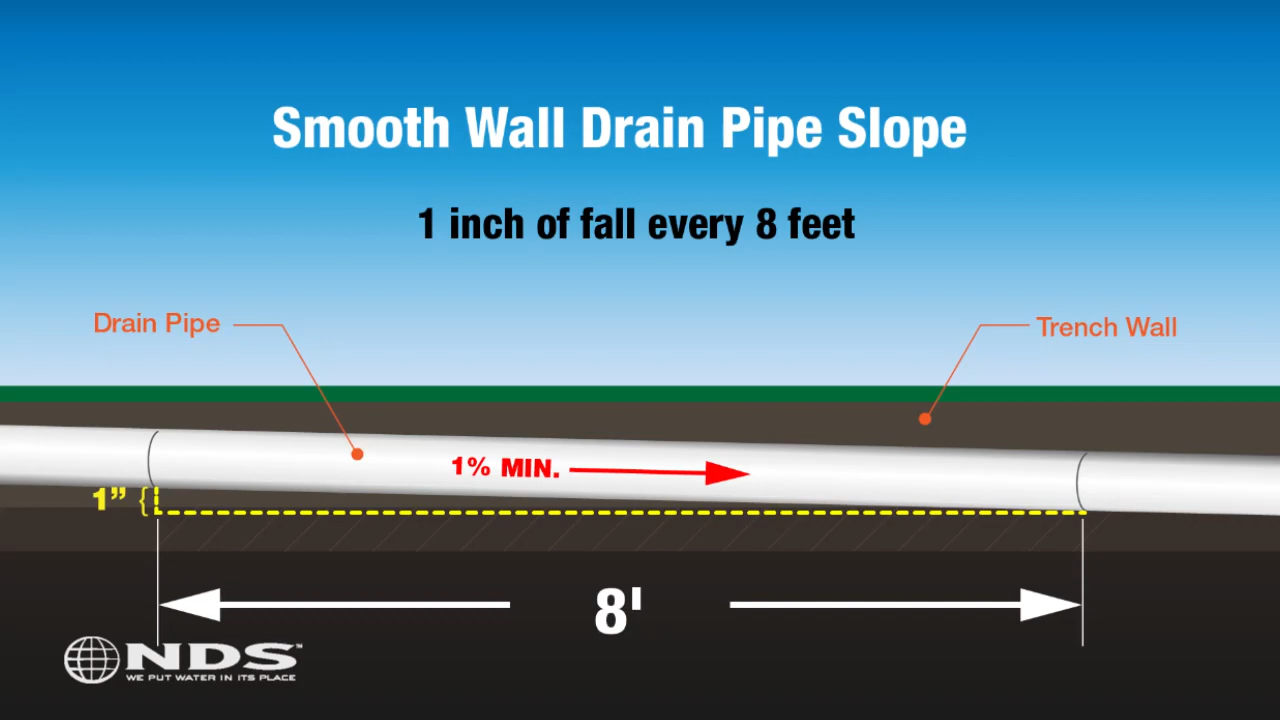 Smooth Wall Drain Pipe Slope
1 inch of fall every 8 feet
Drain Pipe
Trench Wall
1% MIN.
1”
8'
NDS™
WE PUT WATER IN ITS PLACE